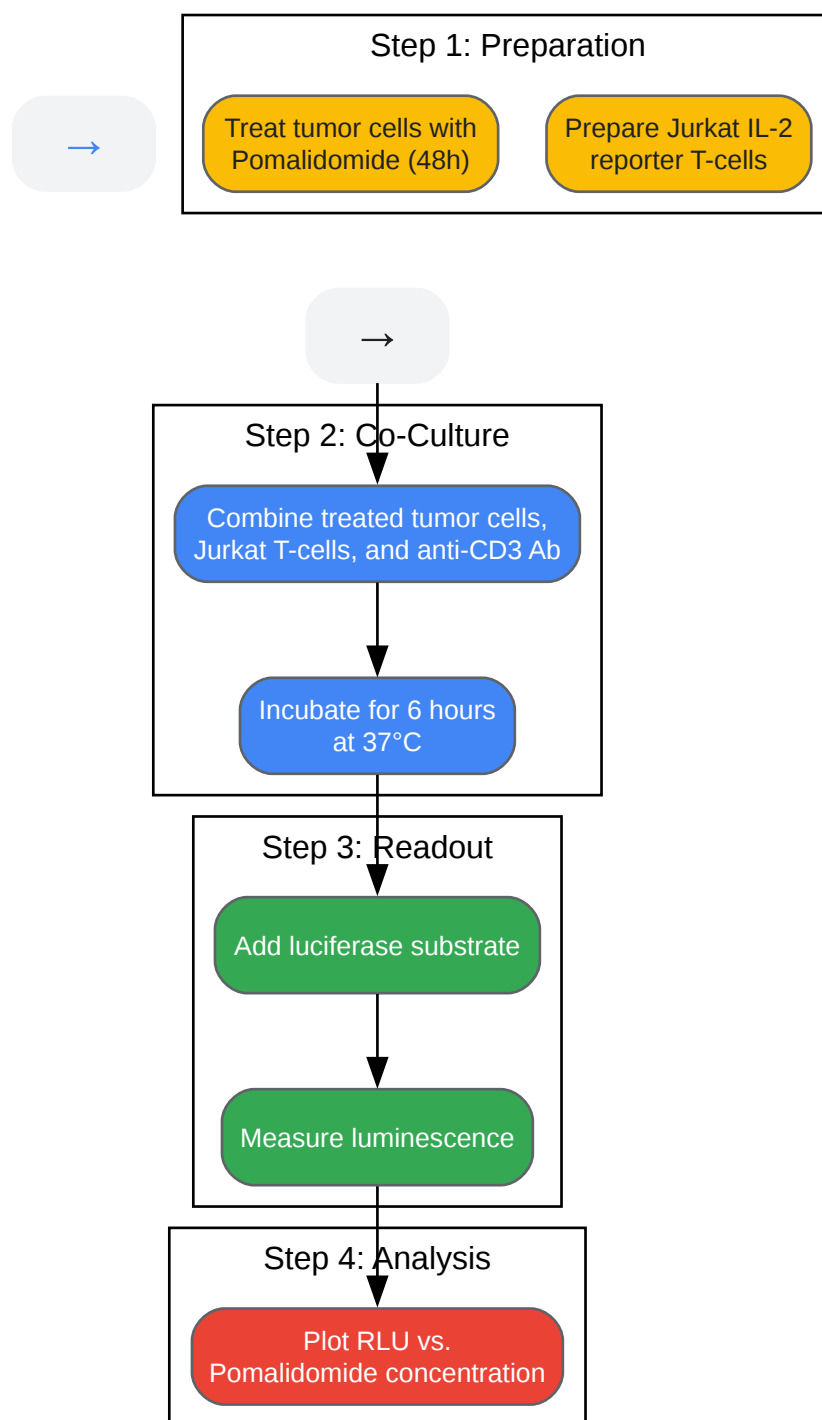 Step 1: Preparation
→
Treat tumor cells with
Pomalidomide (48h)
Prepare Jurkat IL-2
reporter T-cells
→
Step 2: Co-Culture
Combine treated tumor cells,
Jurkat T-cells, and anti-CD3 Ab
Incubate for 6 hours
at 37°C
Step 3: Readout
Add luciferase substrate
Measure luminescence
Step 4: Analysis
Plot RLU vs.
Pomalidomide concentration